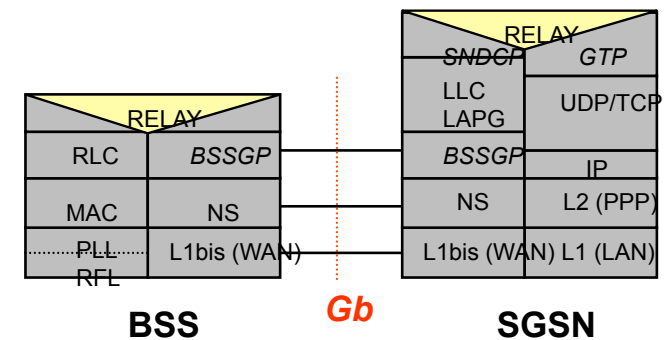 RELAY
SNDCP GTP
LLC
LAPG
UDP/TCP
RELAY
RLC BSSGP
BSSGP
IP
MAC NS
NS L2 (PPP)
PLL
RFL
L1bis (WAN)
L1bis (WAN) L1 (LAN)
Gb
BSS
SGSN